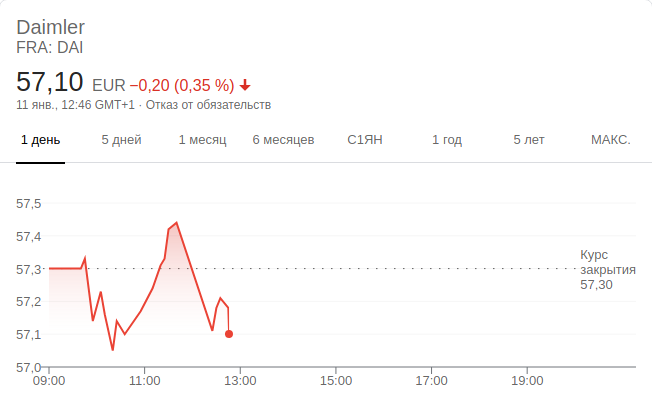 Daimler
FRA: DAI
57,10 EUR −0,20 (0,35 %)
11 янв., 12:46 GMT+1 · Отказ от обязательств
1 день 5 дней 1 месяц 6 месяцев С1ЯН 1 год 5 лет МАКС.
57,5
57,4
57,3
57,2
57,1
57,0
Курс
закрытия
57,30
09:00 11:00 13:00 15:00 17:00 19:00